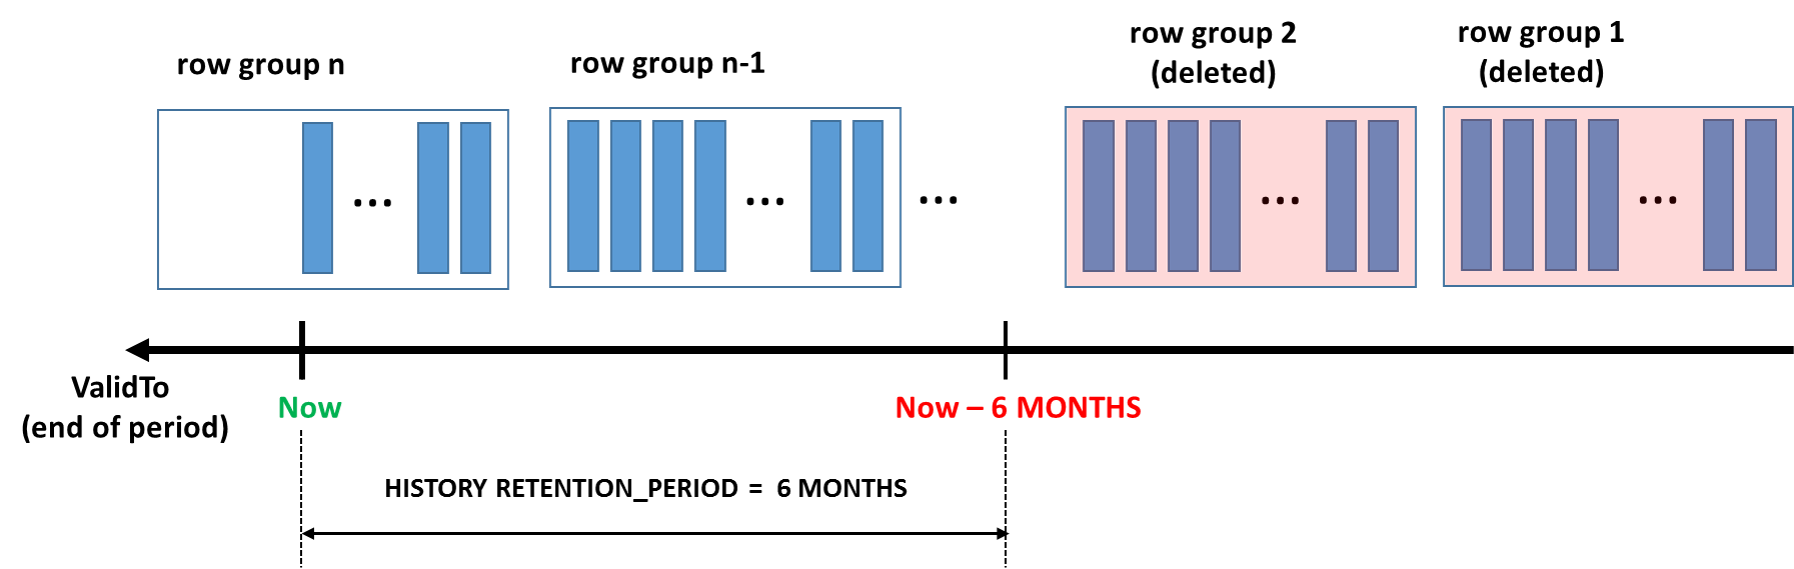 row group n
row group n-1
row group 2
(deleted)
row group 1
(deleted)
...
...
...
...
...
ValidTo
(end of period)
Now
Now – 6 MONTHS
HISTORY RETENTION_PERIOD = 6 MONTHS